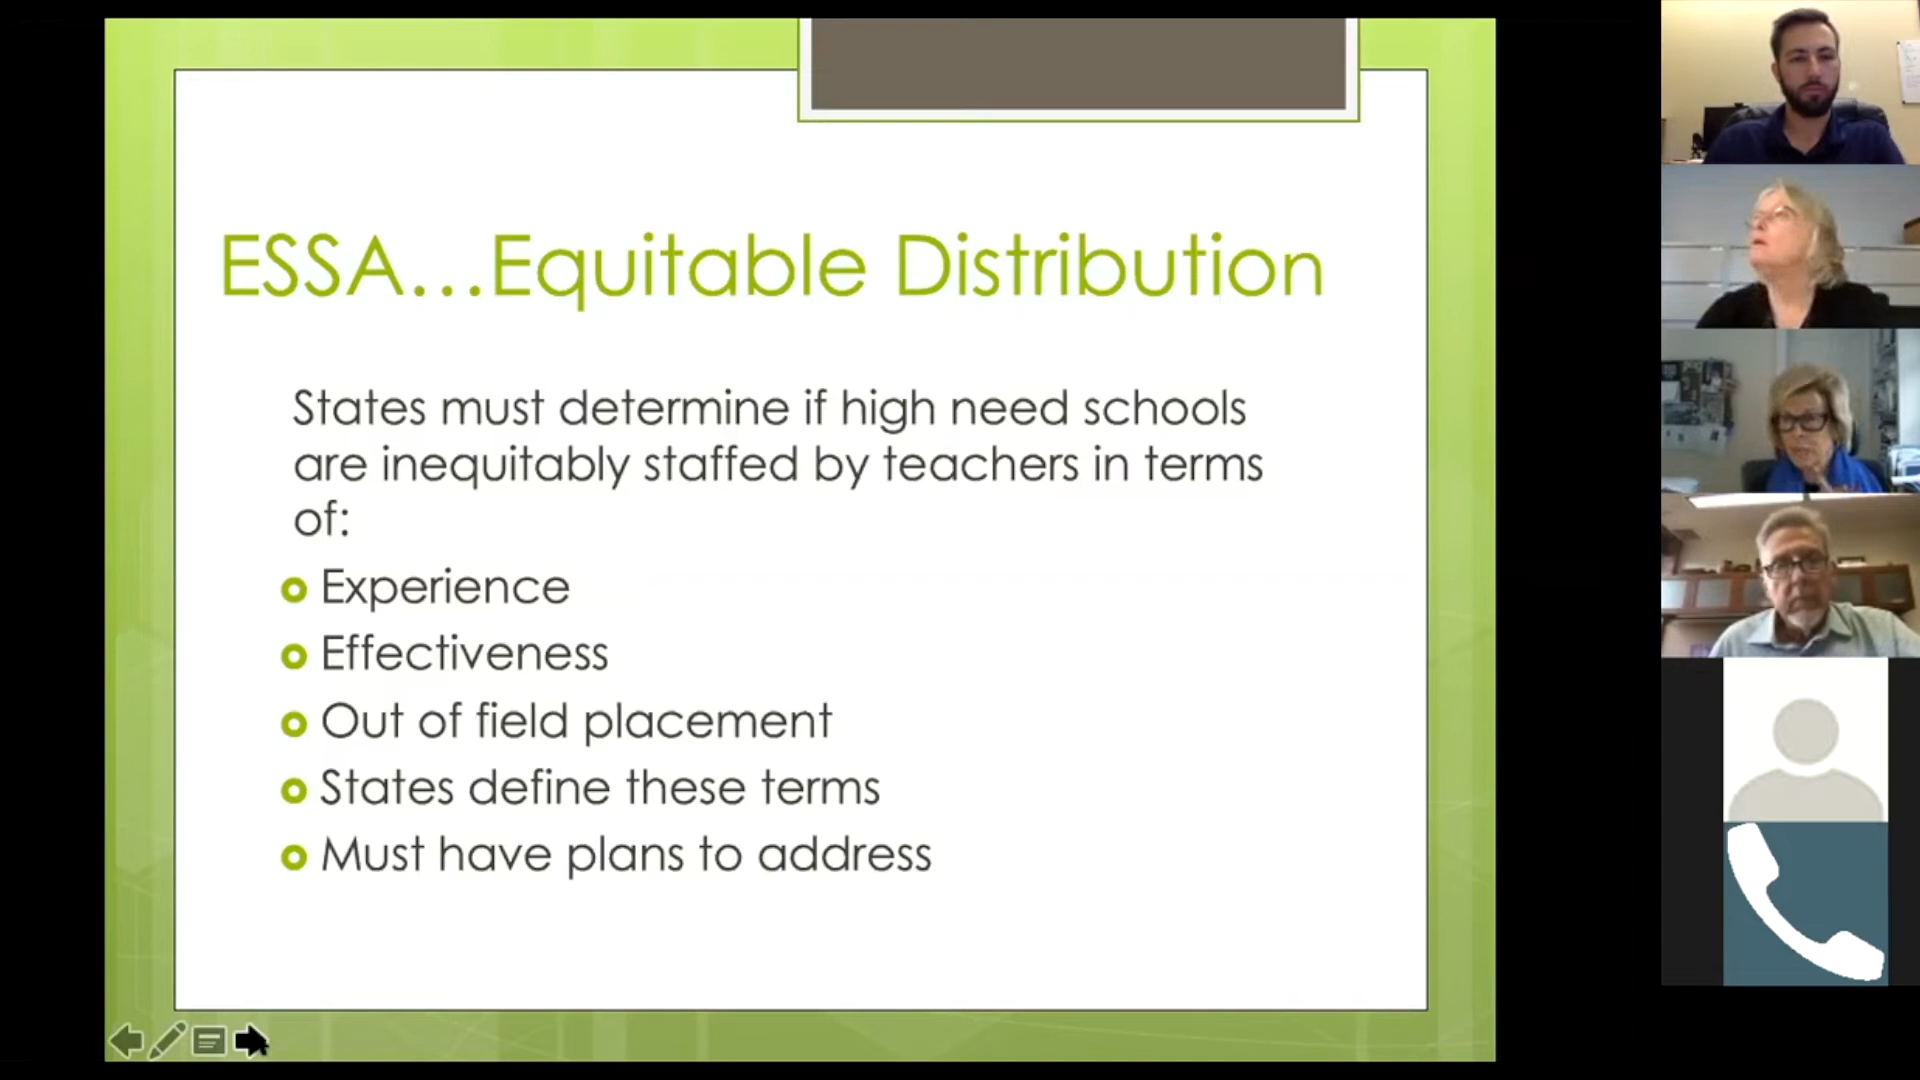 ESSA...Equitable Distribution
States must determine if high need schools
are inequitably staffed by teachers in terms
of:
Experience
Effectiveness
Out of field placement
States define these terms
Must have plans to address